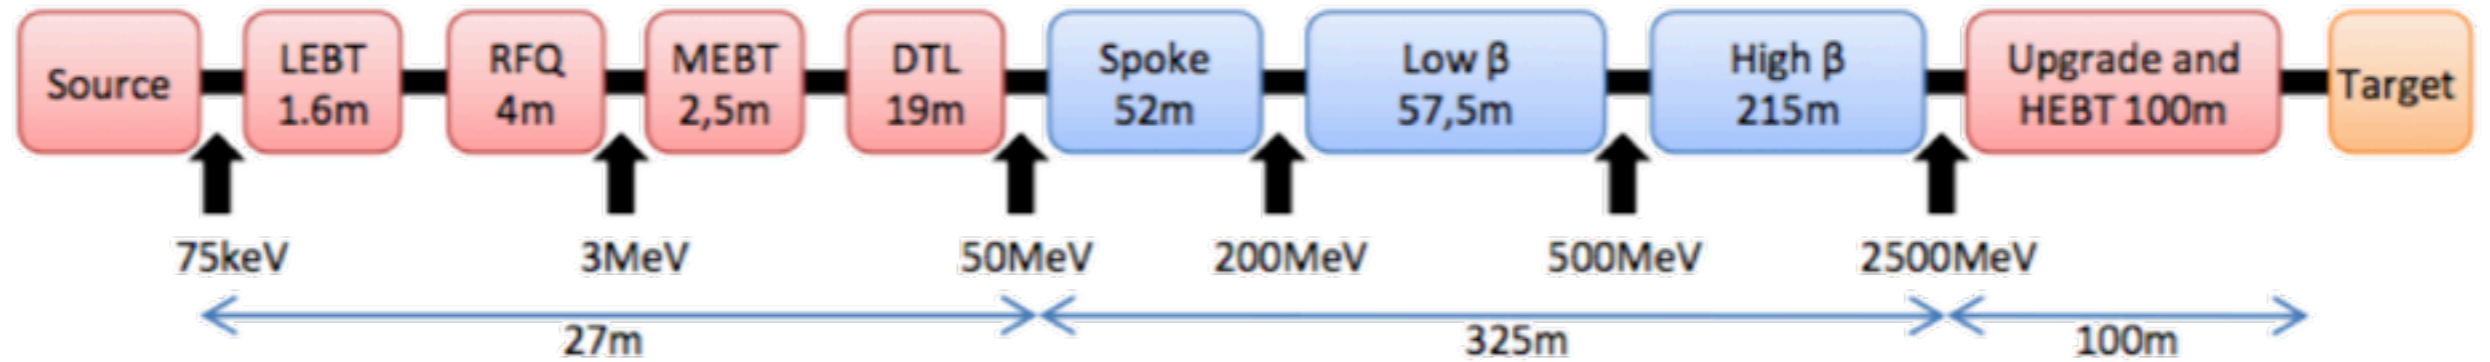 Source
LEBT
1.6m
RFQ
4m
MEBT
2,5m
DTL
19m
Spoke
52m
Low β
57,5m
High β
215m
Upgrade and
HEBT 100m
Target
75keV
3MeV
50MeV
200MeV
500MeV
2500MeV
27m
325m
100m